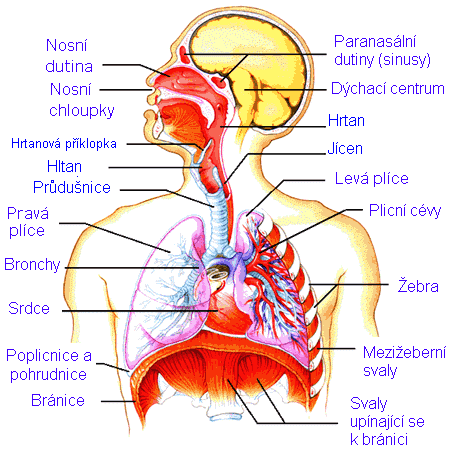 Nosní
dutina
Nosní
chloupky
Hrtanová příklopka
Hltan
Průdušnice
Pravá
plíce
Bronchy
Srdce
Poplicnice a
pohrudnice
Bránice
Paranasální
dutiny (sinusy)
Dýchací centrum
Hrtan
Jícen
Levá plíce
Plicní cévy
Žebra
Mezižeberní
svaly
Svaly
upínající se
k bránici